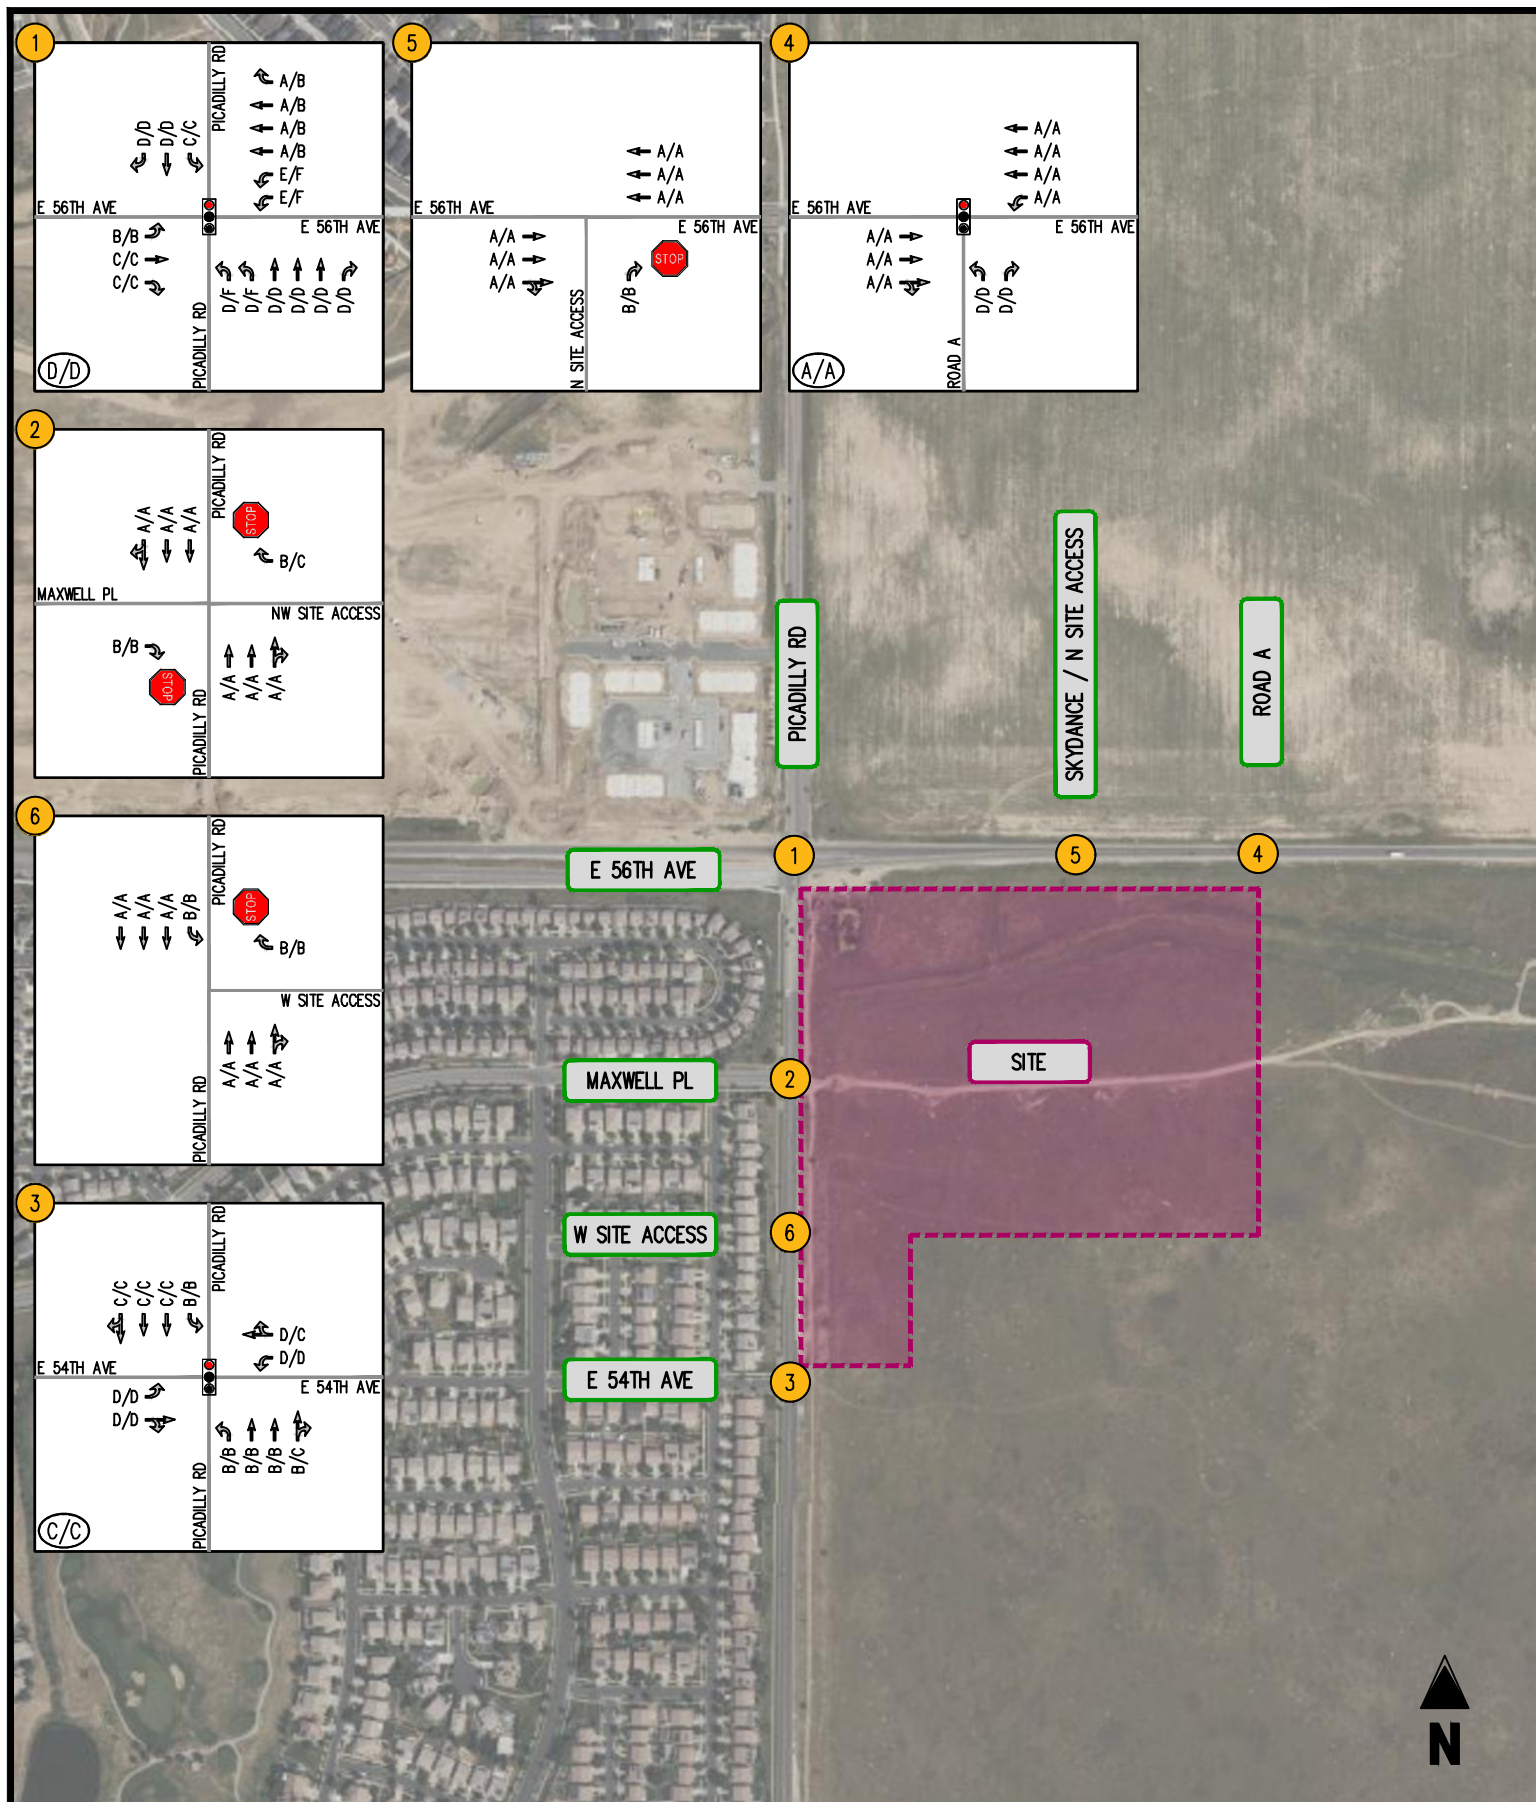 1
PICADILLY RD
A/B
A/B
A/B
A/B
E/F
E/F
D/D
D/D
C/C
E 56TH AVE
E 56TH AVE
B/B
C/C
C/C
D/F
D/F
D/D
D/D
D/D
D/D
PICADILLY RD
D/D
5
A/A
A/A
A/A
E 56TH AVE
E 56TH AVE
A/A
A/A
A/A
STOP
B/B
N SITE ACCESS
4
A/A
A/A
A/A
A/A
E 56TH AVE
E 56TH AVE
A/A
A/A
A/A
D/D
D/D
ROAD A
A/A
2
PICADILLY RD
A/A
A/A
A/A
STOP
B/C
MAXWELL PL
NW SITE ACCESS
B/B
STOP
A/A
A/A
A/A
PICADILLY RD
6
PICADILLY RD
A/A
A/A
A/A
B/B
STOP
B/B
W SITE ACCESS
A/A
A/A
A/A
PICADILLY RD
3
PICADILLY RD
C/C
C/C
C/C
B/B
D/C
D/D
E 54TH AVE
E 54TH AVE
D/D
D/D
B/B
B/B
B/B
B/C
PICADILLY RD
C/C
PICADILLY RD
SKYDANCE / N SITE ACCESS
ROAD A
E 56TH AVE
1
5
4
SITE
MAXWELL PL
2
W SITE ACCESS
6
E 54TH AVE
3
N